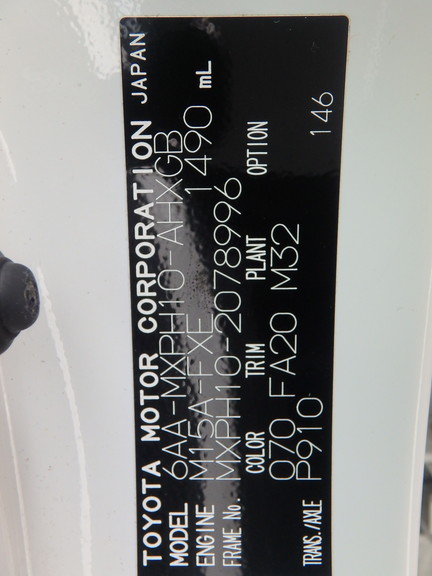 TOYOTA MOTOR CORPORATION JAPAN
MODEL 6AA-MXPH10-AHXGB
ENGINE M15A-FXE 1490 mL
FRAME No. MXPH10-2078996
COLOR TRIM PLANT OPTION
070 FA20 M32
TRANS./AXLE P910 146